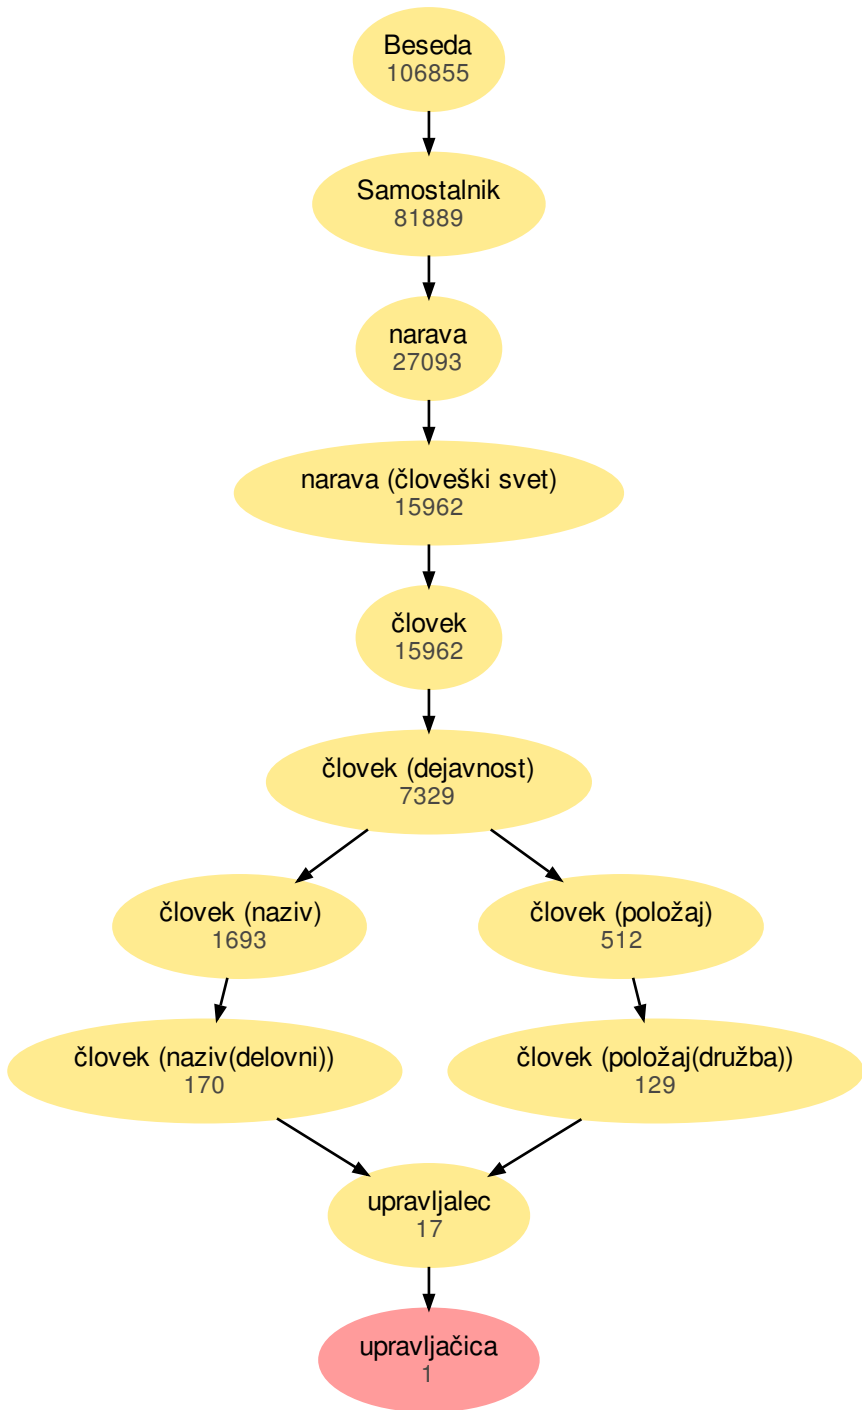 Beseda
106855
Samostalnik
81889
narava
27093
narava (človeški svet)
15962
človek
15962
človek (dejavnost)
7329
človek (naziv)
1693
človek (položaj)
512
človek (naziv(delovni))
170
človek (položaj(družba))
129
upravljalec
17
upravljačica
1